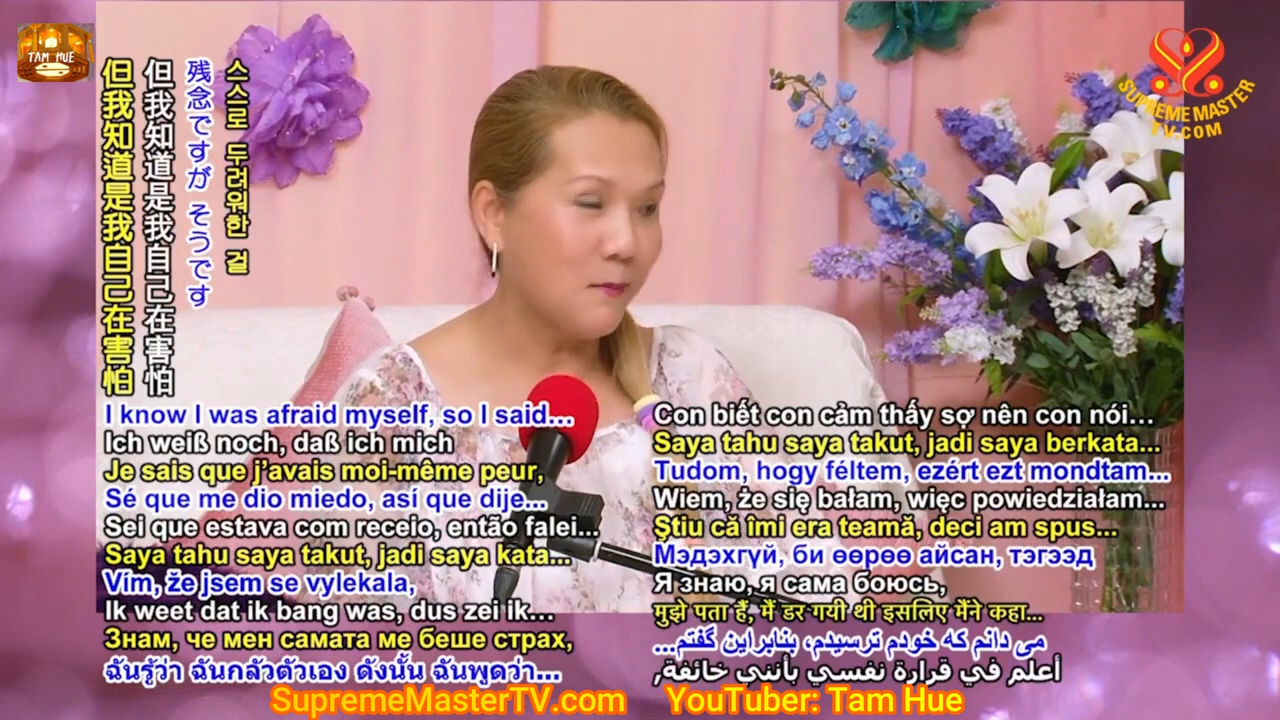 TAM HUE
但我知道是我自己在害怕
但我知道是我自己在害怕
残念ですが そうです
스스로 두려워한 걸
SUPREME MASTER
TV.COM
I know I was afraid myself, so I said...
Ich weiß noch, daß ich mich
Je sais que j’avais moi-même peur,
Sé que me dio miedo, así que dije...
Sei que estava com receio, então falei...
Saya tahu saya takut, jadi saya kata...
Vím, že jsem se vylekala,
Ik weet dat ik bang was, dus zei ik...
Знам, че мен самата ме беше страх,
ฉันรู้ว่า ฉันกลัวตัวเอง ดังนั้น ฉันพูดว่า...
Con biết con cảm thấy sợ nên con nói...
Saya tahu saya takut, jadi saya berkata...
Tudom, hogy féltem, ezért ezt mondtam...
Wiem, że się bałam, więc powiedziałam...
Ştiu că îmi era teamă, deci am spus...
Мэдэхгүй, би өөрөө айсан, тэгээд
Я знаю, я сама боюсь,
मुझे पता हैं, मैं डर गयी थी इसलिए मैंने कहा...
می دانم که خودم ترسیدم، بنابراین گفتم...
أعلم في قرارة نفسي بأنني خائفة,
SupremeMasterTV.com
YouTuber: Tam Hue